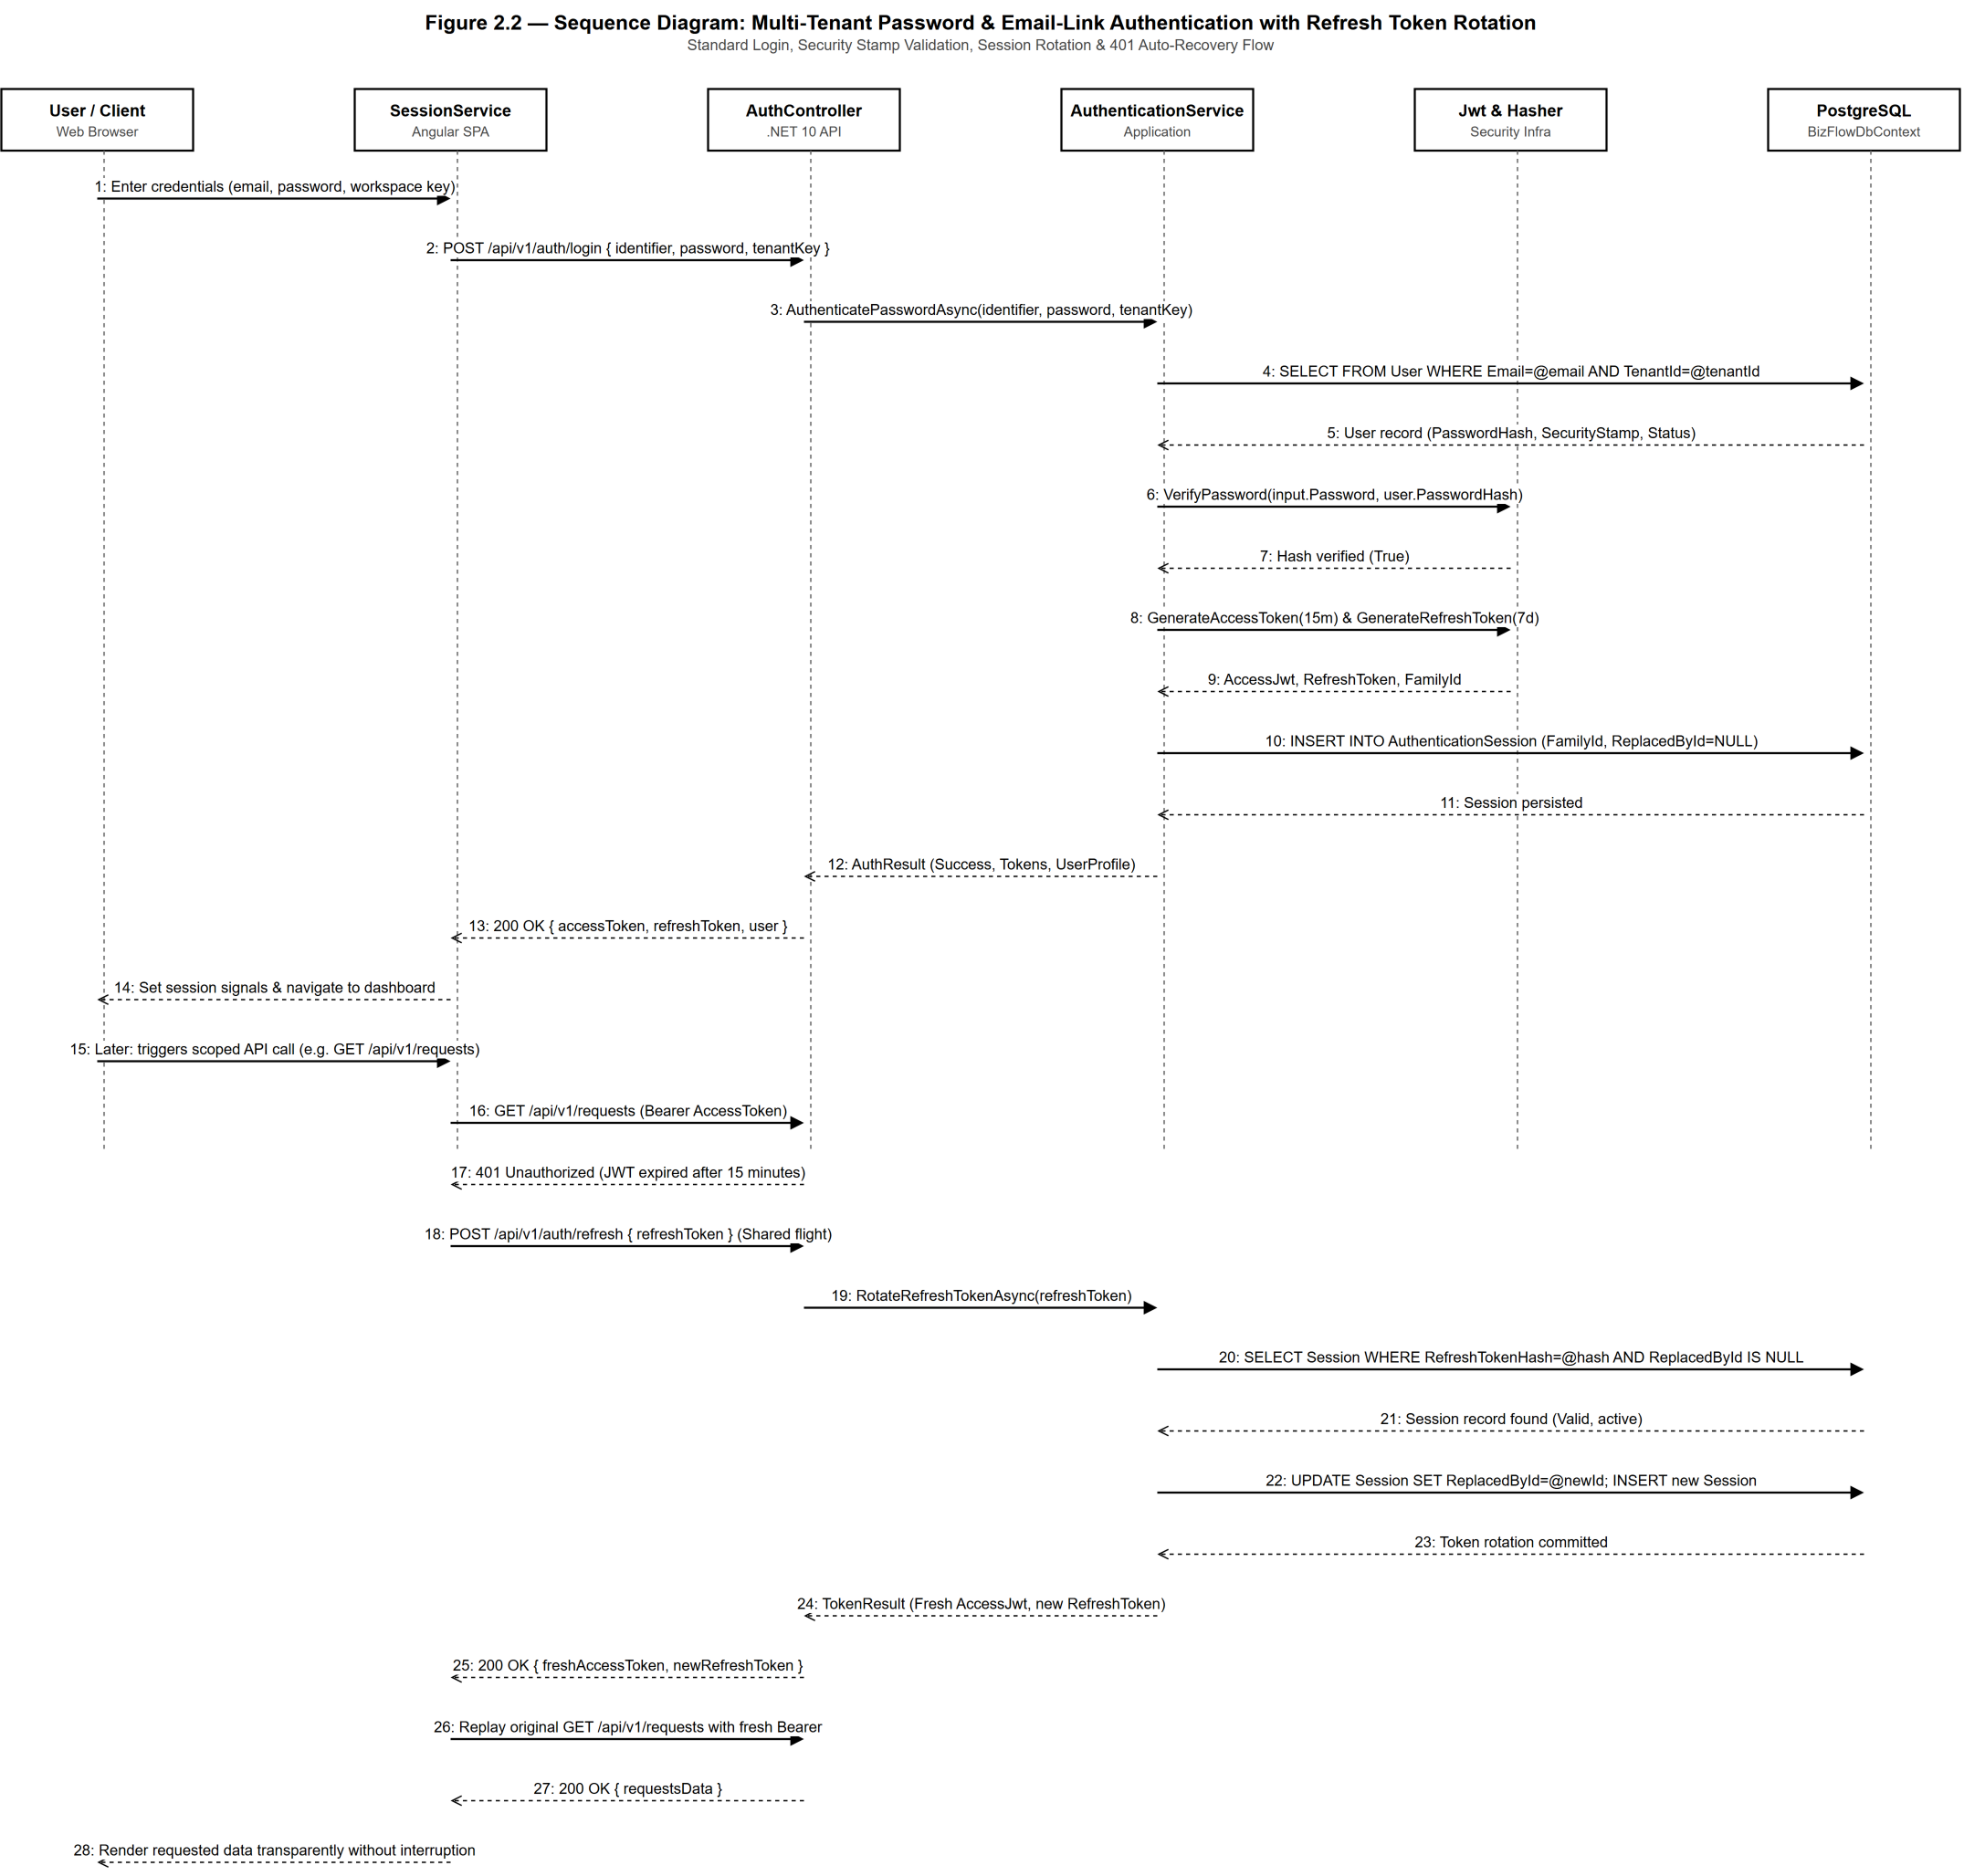 Figure 2.2 — Sequence Diagram: Multi-Tenant Password & Email-Link Authentication with Refresh Token Rotation
Standard Login, Security Stamp Validation, Session Rotation & 401 Auto-Recovery Flow
User / Client
Web Browser
SessionService
Angular SPA
AuthController
.NET 10 API
AuthenticationService
Application
Jwt & Hasher
Security Infra
PostgreSQL
BizFlowDbContext
1: Enter credentials (email, password, workspace key)
2: POST /api/v1/auth/login { identifier, password, tenantKey }
3: AuthenticatePasswordAsync(identifier, password, tenantKey)
4: SELECT FROM User WHERE Email=@email AND TenantId=@tenantId
5: User record (PasswordHash, SecurityStamp, Status)
6: VerifyPassword(input.Password, user.PasswordHash)
7: Hash verified (True)
8: GenerateAccessToken(15m) & GenerateRefreshToken(7d)
9: AccessJwt, RefreshToken, FamilyId
10: INSERT INTO AuthenticationSession (FamilyId, ReplacedById=NULL)
11: Session persisted
12: AuthResult (Success, Tokens, UserProfile)
13: 200 OK { accessToken, refreshToken, user }
14: Set session signals & navigate to dashboard
15: Later: triggers scoped API call (e.g. GET /api/v1/requests)
16: GET /api/v1/requests (Bearer AccessToken)
17: 401 Unauthorized (JWT expired after 15 minutes)
18: POST /api/v1/auth/refresh { refreshToken } (Shared flight)
19: RotateRefreshTokenAsync(refreshToken)
20: SELECT Session WHERE RefreshTokenHash=@hash AND ReplacedById IS NULL
21: Session record found (Valid, active)
22: UPDATE Session SET ReplacedById=@newId; INSERT new Session
23: Token rotation committed
24: TokenResult (Fresh AccessJwt, new RefreshToken)
25: 200 OK { freshAccessToken, newRefreshToken }
26: Replay original GET /api/v1/requests with fresh Bearer
27: 200 OK { requestsData }
28: Render requested data transparently without interruption